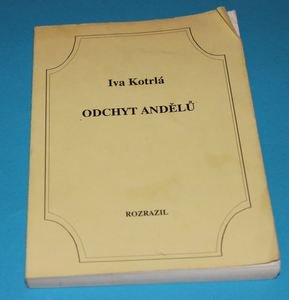 Iva Kotrlá
ODCHYT ANDĚLŮ
ROZRAZIL